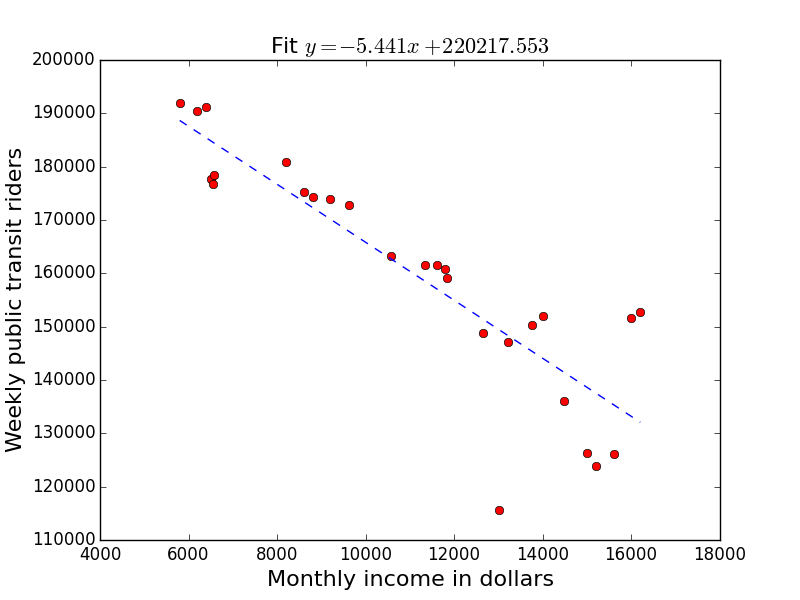 Fit y=−5.441x+220217.553
200000
190000
180000
170000
160000
150000
140000
130000
120000
110000
Weekly public transit riders
4000 6000 8000 10000 12000 14000 16000 18000
Monthly income in dollars